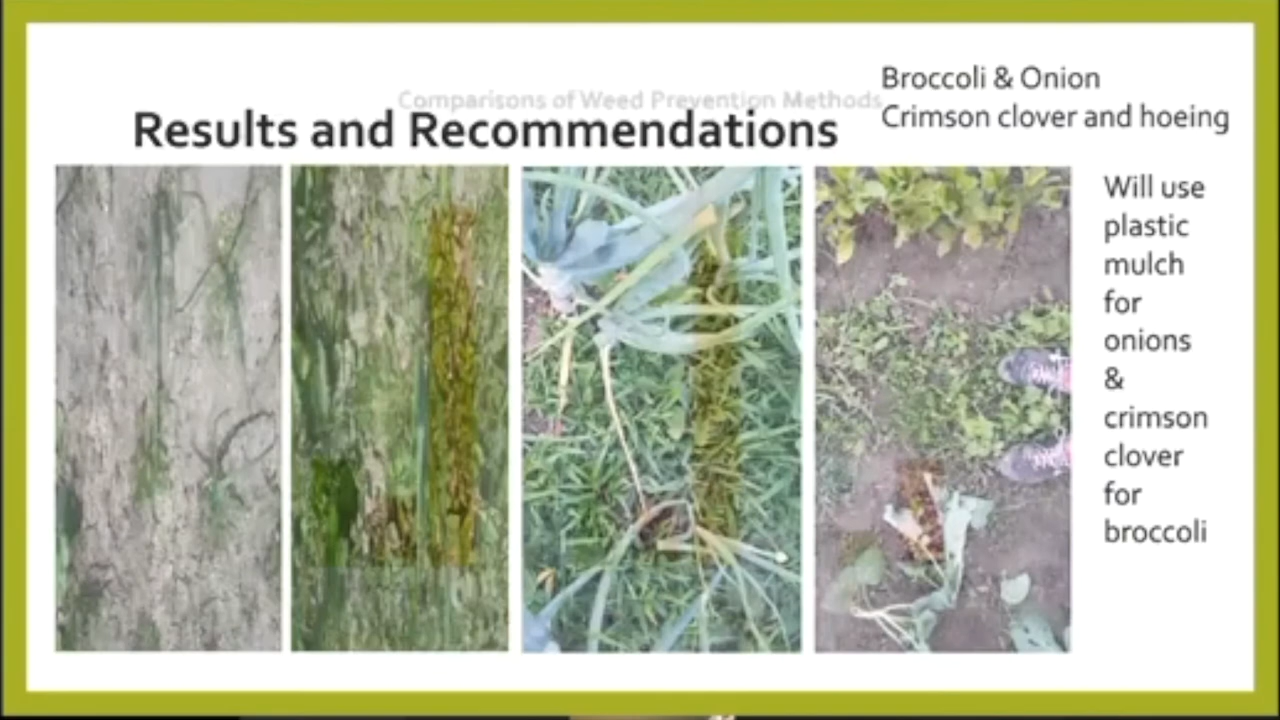 Comparisons of Weed Prevention Methods
Results and Recommendations
Broccoli & Onion
Crimson clover and hoeing
Will use
plastic
mulch
for
onions
&
crimson
clover
for
broccoli